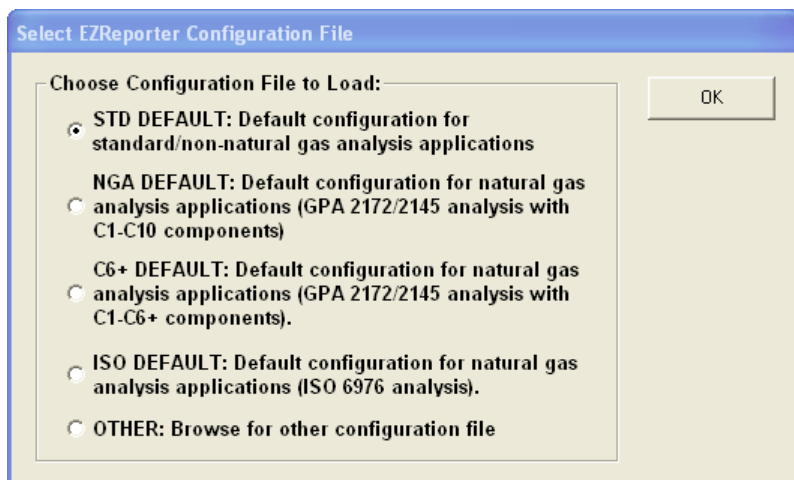 Select EZReporter Configuration File
Choose Configuration File to Load:
OK
STD DEFAULT: Default configuration for
standard/non-natural gas analysis applications
NGA DEFAULT: Default configuration for natural gas
analysis applications (GPA 2172/2145 analysis with
C1-C10 components)
C6+ DEFAULT: Default configuration for natural gas
analysis applications (GPA 2172/2145 analysis with
C1-C6+ components).
ISO DEFAULT: Default configuration for natural gas
analysis applications (ISO 6976 analysis).
OTHER: Browse for other configuration file